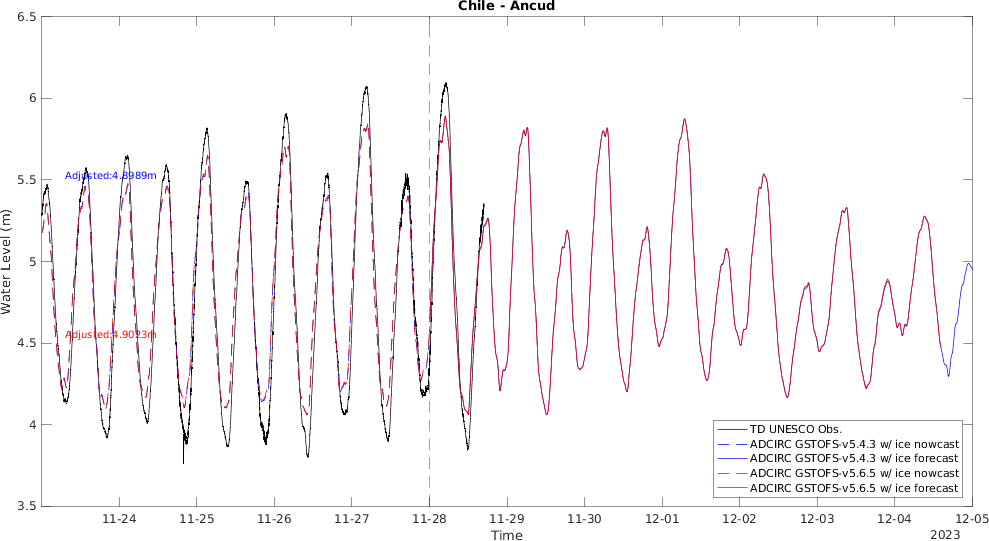 Chile - Ancud
6.5
6
5.5
5
4.5
4
3.5
Water Level (m)
Adjusted:4.8989m
Adjusted:4.9023m
TD UNESCO Obs.
ADCIRC GSTOFS-v5.4.3 w/ ice nowcast
ADCIRC GSTOFS-v5.4.3 w/ ice forecast
ADCIRC GSTOFS-v5.6.5 w/ ice nowcast
ADCIRC GSTOFS-v5.6.5 w/ ice forecast
11-24 11-25 11-26 11-27 11-28 11-29 11-30 12-01 12-02 12-03 12-04 12-05
Time
2023